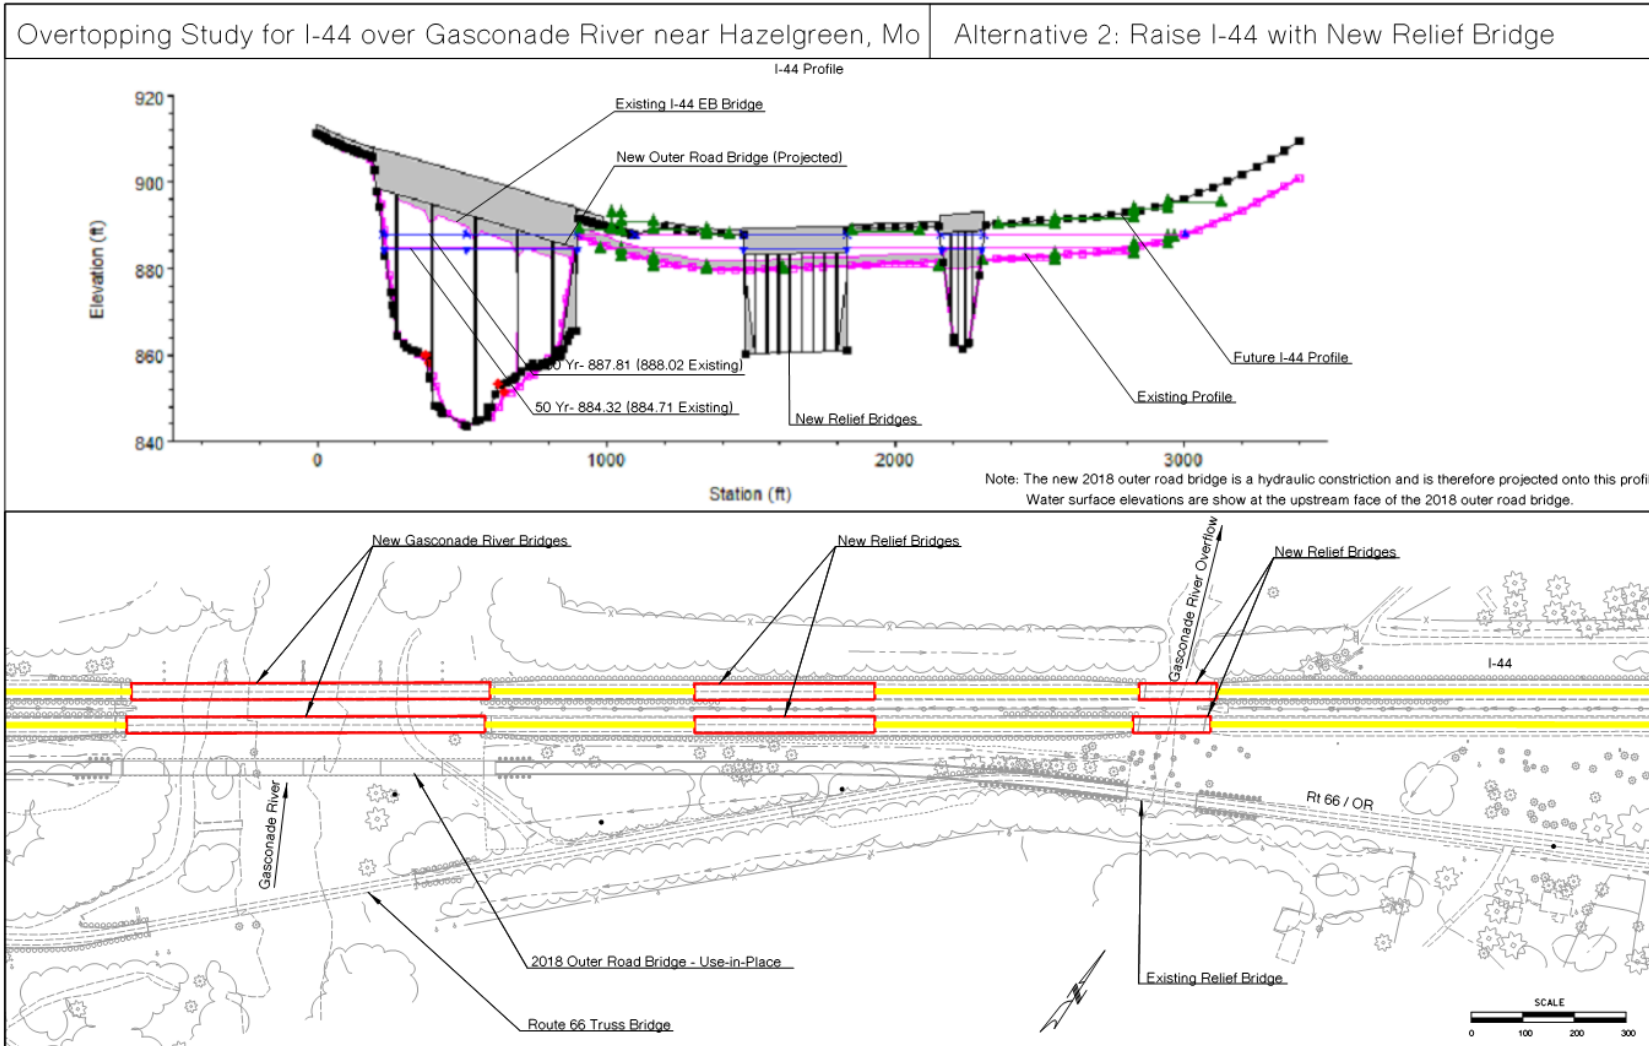 Overtopping Study for I-44 over Gasconade River near Hazelgreen, Mo
Alternative 2: Raise I-44 with New Relief Bridge
I-44 Profile
920
900
880
860
840
Elevation (ft)
Existing I-44 EB Bridge
New Outer Road Bridge (Projected)
0 Yr- 887.81 (888.02 Existing)
50 Yr- 884.32 (884.71 Existing)
New Relief Bridges
Future I-44 Profile
Existing Profile
0
1000
2000
3000
Station (ft)
Note: The new 2018 outer road bridge is a hydraulic constriction and is therefore projected onto this profil
Water surface elevations are show at the upstream face of the 2018 outer road bridge.
New Gasconade River Bridges
New Relief Bridges
Gasconade River Overflow
New Relief Bridges
I-44
Gasconade River
Rt 66 / OR
2018 Outer Road Bridge - Use-in-Place
Existing Relief Bridge
Route 66 Truss Bridge
SCALE
0 100 200 300